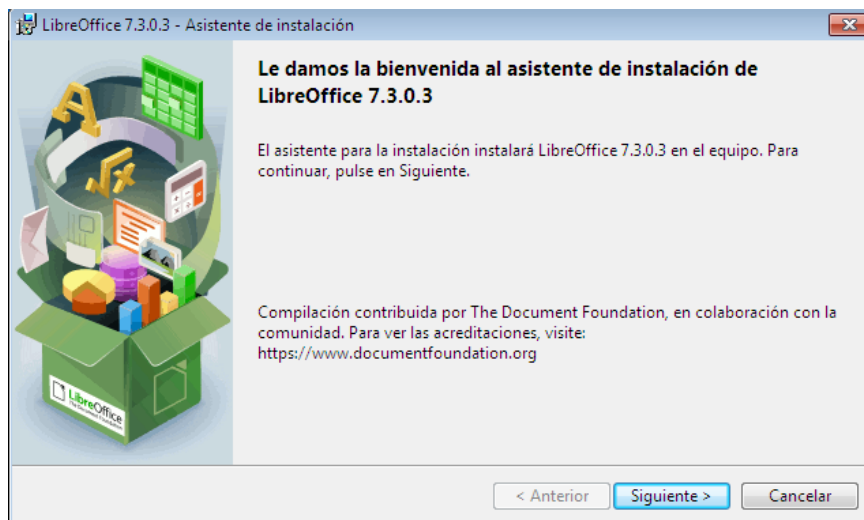 LibreOffice 7.3.0.3 - Asistente de instalación
Le damos la bienvenida al asistente de instalación de
LibreOffice 7.3.0.3
El asistente para la instalación instalará LibreOffice 7.3.0.3 en el equipo. Para
continuar, pulse en Siguiente.
Compilación contribuida por The Document Foundation, en colaboración con la
comunidad. Para ver las acreditaciones, visite:
https://www.documentfoundation.org
LibreOffice
The Document Foundation
< Anterior
Siguiente >
Cancelar